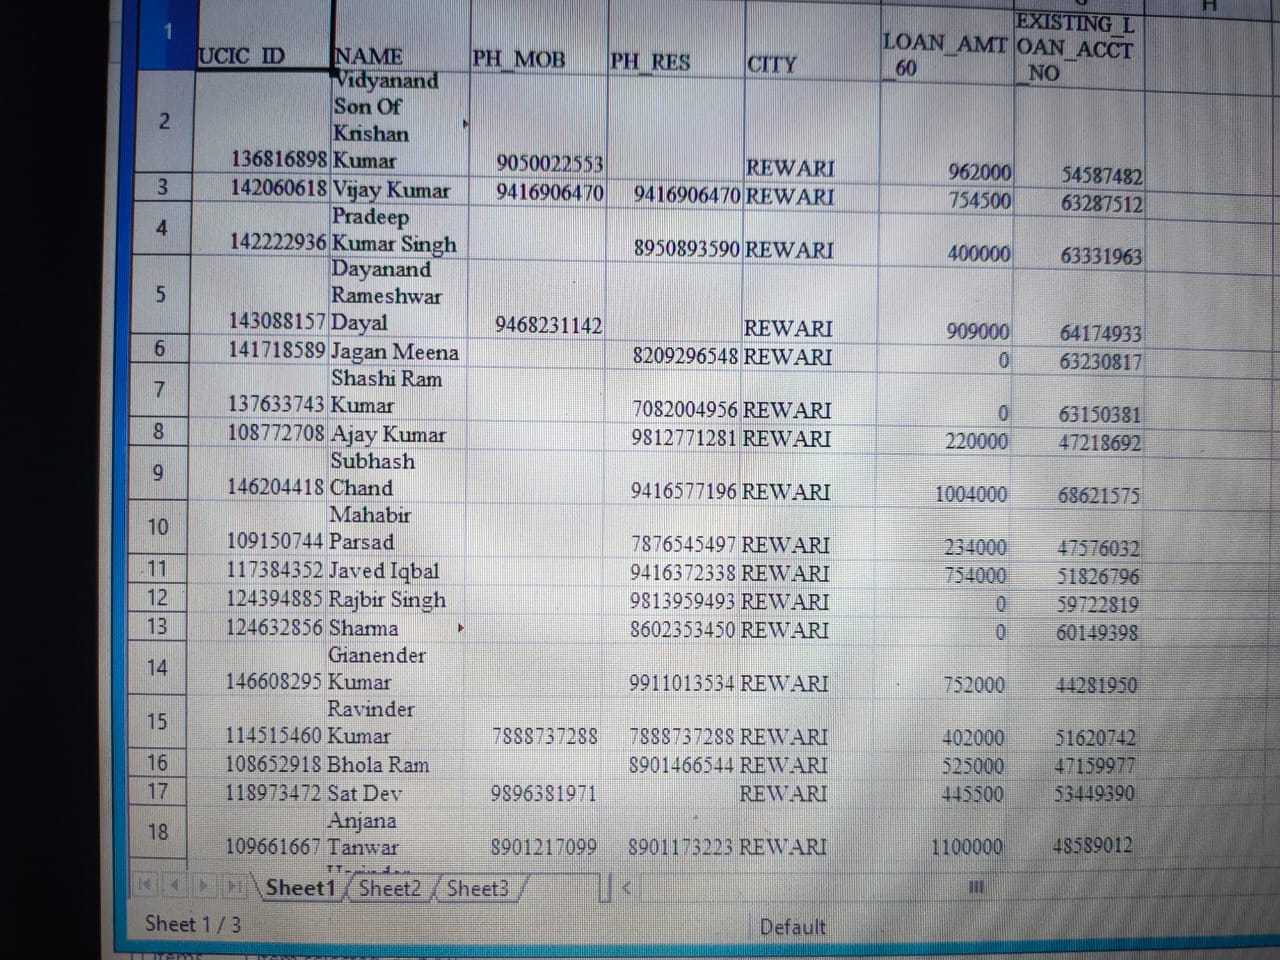 H
1 UCIC_ID NAME PH_MOB PH_RES CITY LOAN_AMT_60 EXISTING_LOAN_ACCT_NO
2 136816898 Vidyanand Son Of Krishan Kumar 9050022553 REWARI 962000 54587482
3 142060618 Vijay Kumar 9416906470 9416906470 REWARI 754500 63287512
4 142222936 Pradeep Kumar Singh 8950893590 REWARI 400000 63331963
5 143088157 Dayanand Rameshwar Dayal 9468231142 REWARI 909000 64174933
6 141718589 Jagan Meena 8209296548 REWARI 0 63230817
7 137633743 Shashi Ram Kumar 7082004956 REWARI 0 63150381
8 108772708 Ajay Kumar 9812771281 REWARI 220000 47218692
9 146204418 Subhash Chand 9416577196 REWARI 1004000 68621575
10 109150744 Mahabir Parsad 7876545497 REWARI 234000 47576032
11 117384352 Javed Iqbal 9416372338 REWARI 754000 51826796
12 124394885 Rajbir Singh 9813959493 REWARI 0 59722819
13 124632856 Sharma 8602353450 REWARI 0 60149398
14 146608295 Gianender Kumar 9911013534 REWARI 752000 44281950
15 114515460 Ravinder Kumar 7888737288 7888737288 REWARI 402000 51620742
16 108652918 Bhola Ram 8901466544 REWARI 525000 47159977
17 118973472 Sat Dev 9896381971 REWARI 445500 53449390
18 109661667 Anjana Tanwar 8901217099 8901173223 REWARI 1100000 48589012
Sheet1 Sheet2 Sheet3
Sheet 1 / 3 Default